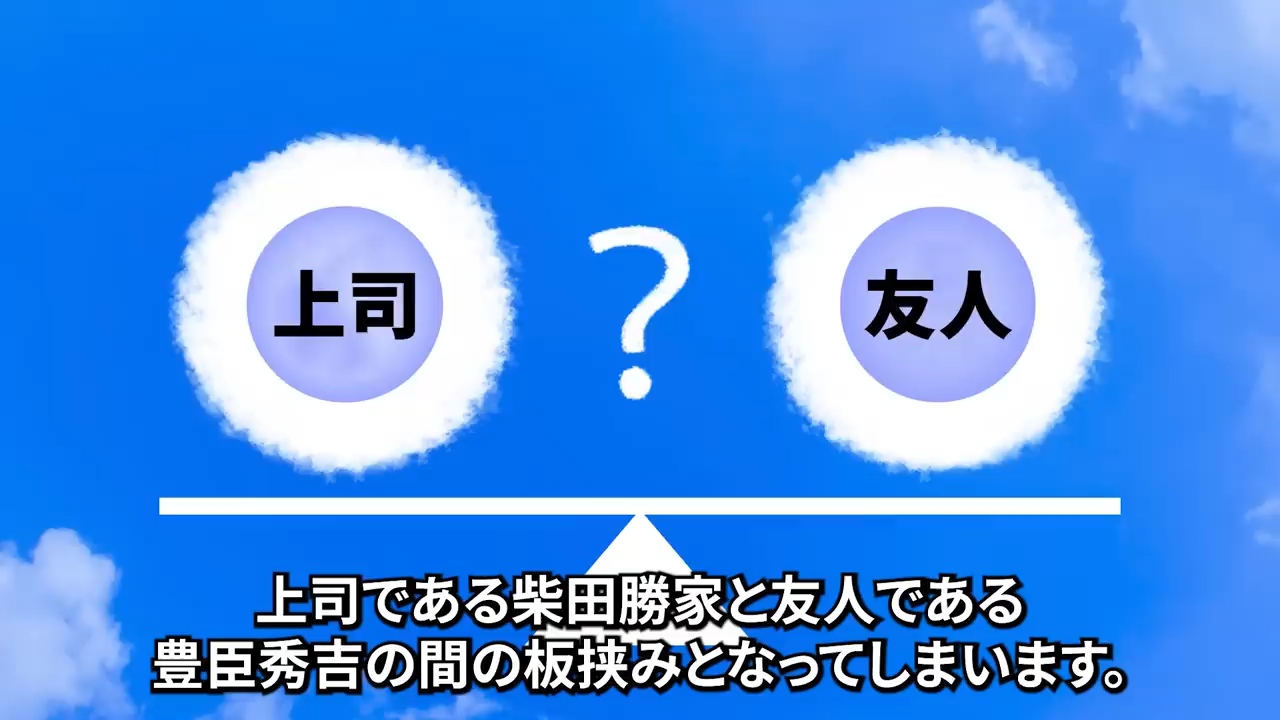 上司
?
友人
上司である柴田勝家と友人である
豊臣秀吉の間の板挟みとなってしまいます。